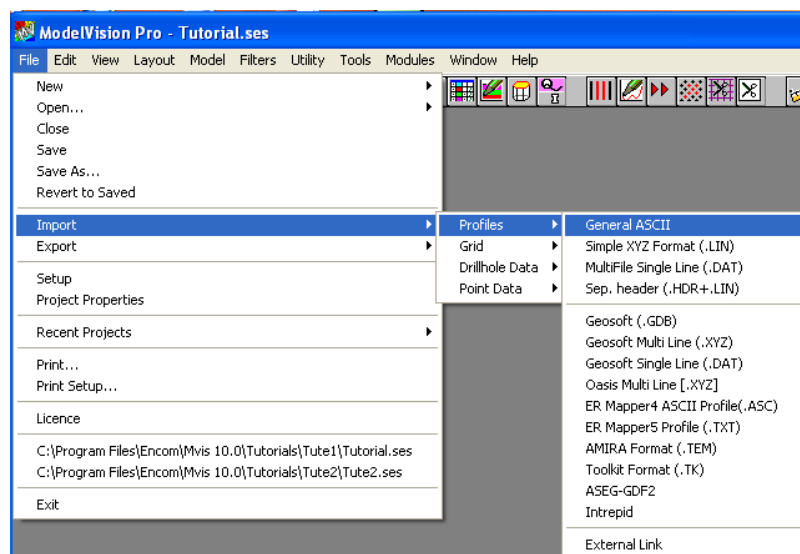 ModelVision Pro - Tutorial.ses
File Edit View Layout Model Filters Utility Tools Modules Window Help
New
Open...
Close
Save
Save As...
Revert to Saved
Import
Export
Setup
Project Properties
Recent Projects
Print...
Print Setup...
Licence
C:\Program Files\Encom\Mvis 10.0\Tutorials\Tute1\Tutorial.ses
C:\Program Files\Encom\Mvis 10.0\Tutorials\Tute2\Tute2.ses
Exit
Profiles
Grid
Drillhole Data
Point Data
General ASCII
Simple XYZ Format (.LIN)
MultiFile Single Line (.DAT)
Sep. header (.HDR+.LIN)
Geosoft (.GDB)
Geosoft Multi Line (.XYZ)
Geosoft Single Line (.DAT)
Oasis Multi Line [.XYZ]
ER Mapper4 ASCII Profile(.ASC)
ER Mapper5 Profile (.TXT)
AMIRA Format (.TEM)
Toolkit Format (.TK)
ASEG-GDF2
Intrepid
External Link